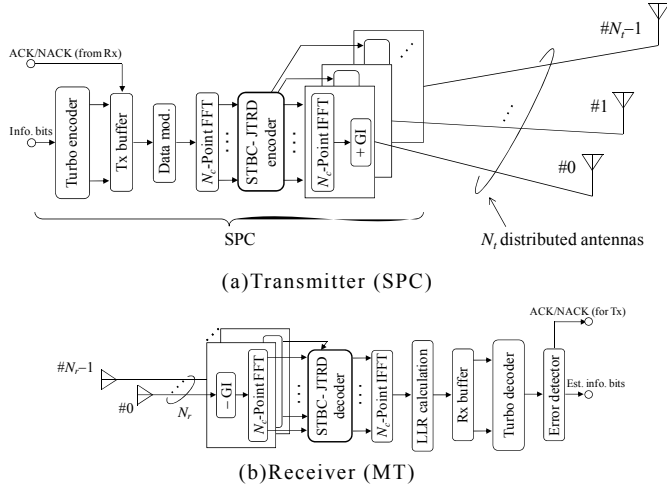 ACK/NACK (from Rx)
Info. bits
Turbo encoder
Tx buffer
Data mod.
Nc-Point FFT
STBC-JTRD
encoder
Nc-Point IFFT
+ GI
#Nt−1
#1
#0
SPC
Nt distributed antennas
(a)Transmitter (SPC)
ACK/NACK (for Tx)
#Nr−1
#0
Nr
− GI
Nc-Point FFT
STBC-JTRD
decoder
Nc-Point IFFT
LLR calculation
Rx buffer
Turbo decoder
Error detector
Est. info. bits
(b)Receiver (MT)